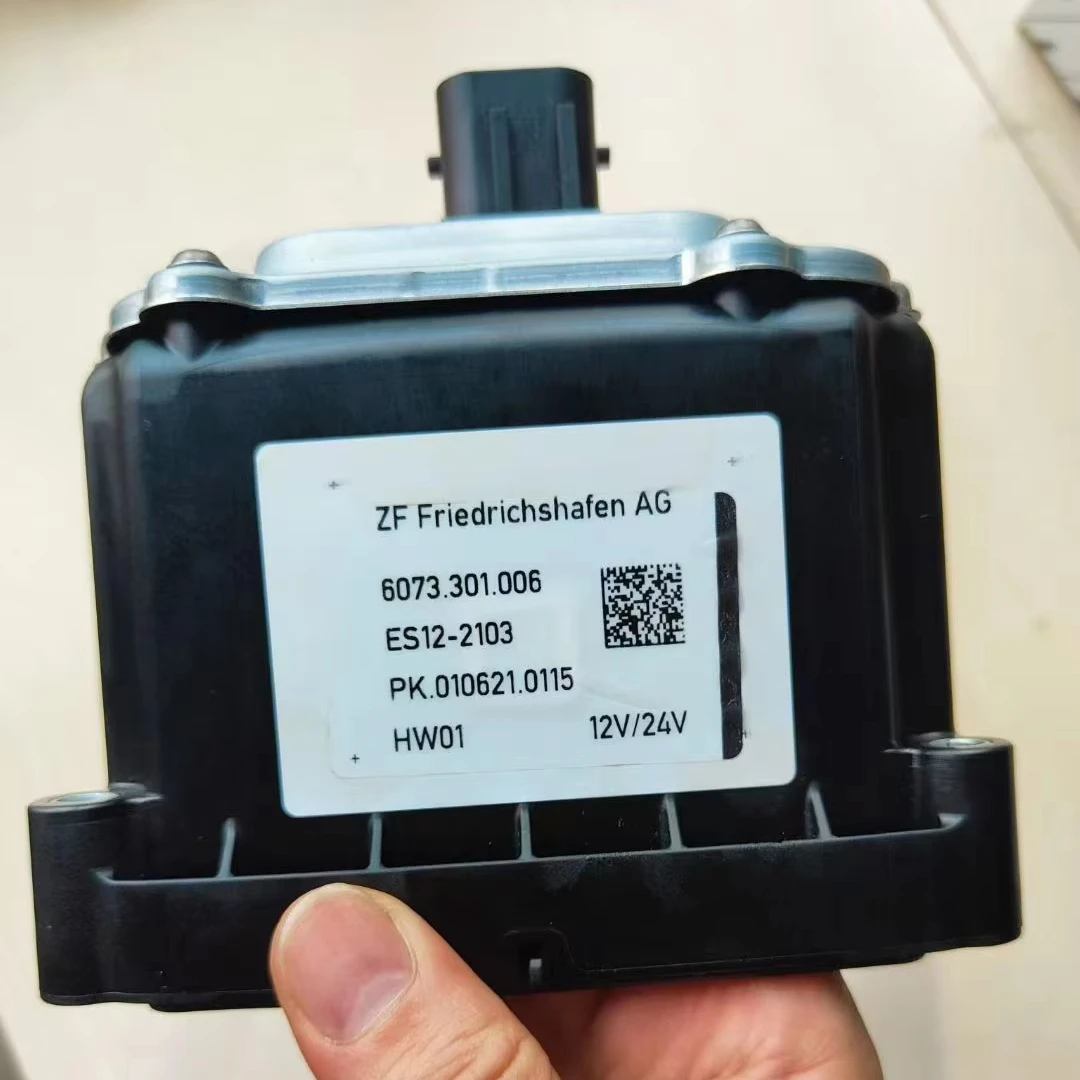 ZF Friedrichshafen AG
6073.301.006
ES12-2103
PK.010621.0115
HW01 12V/24V